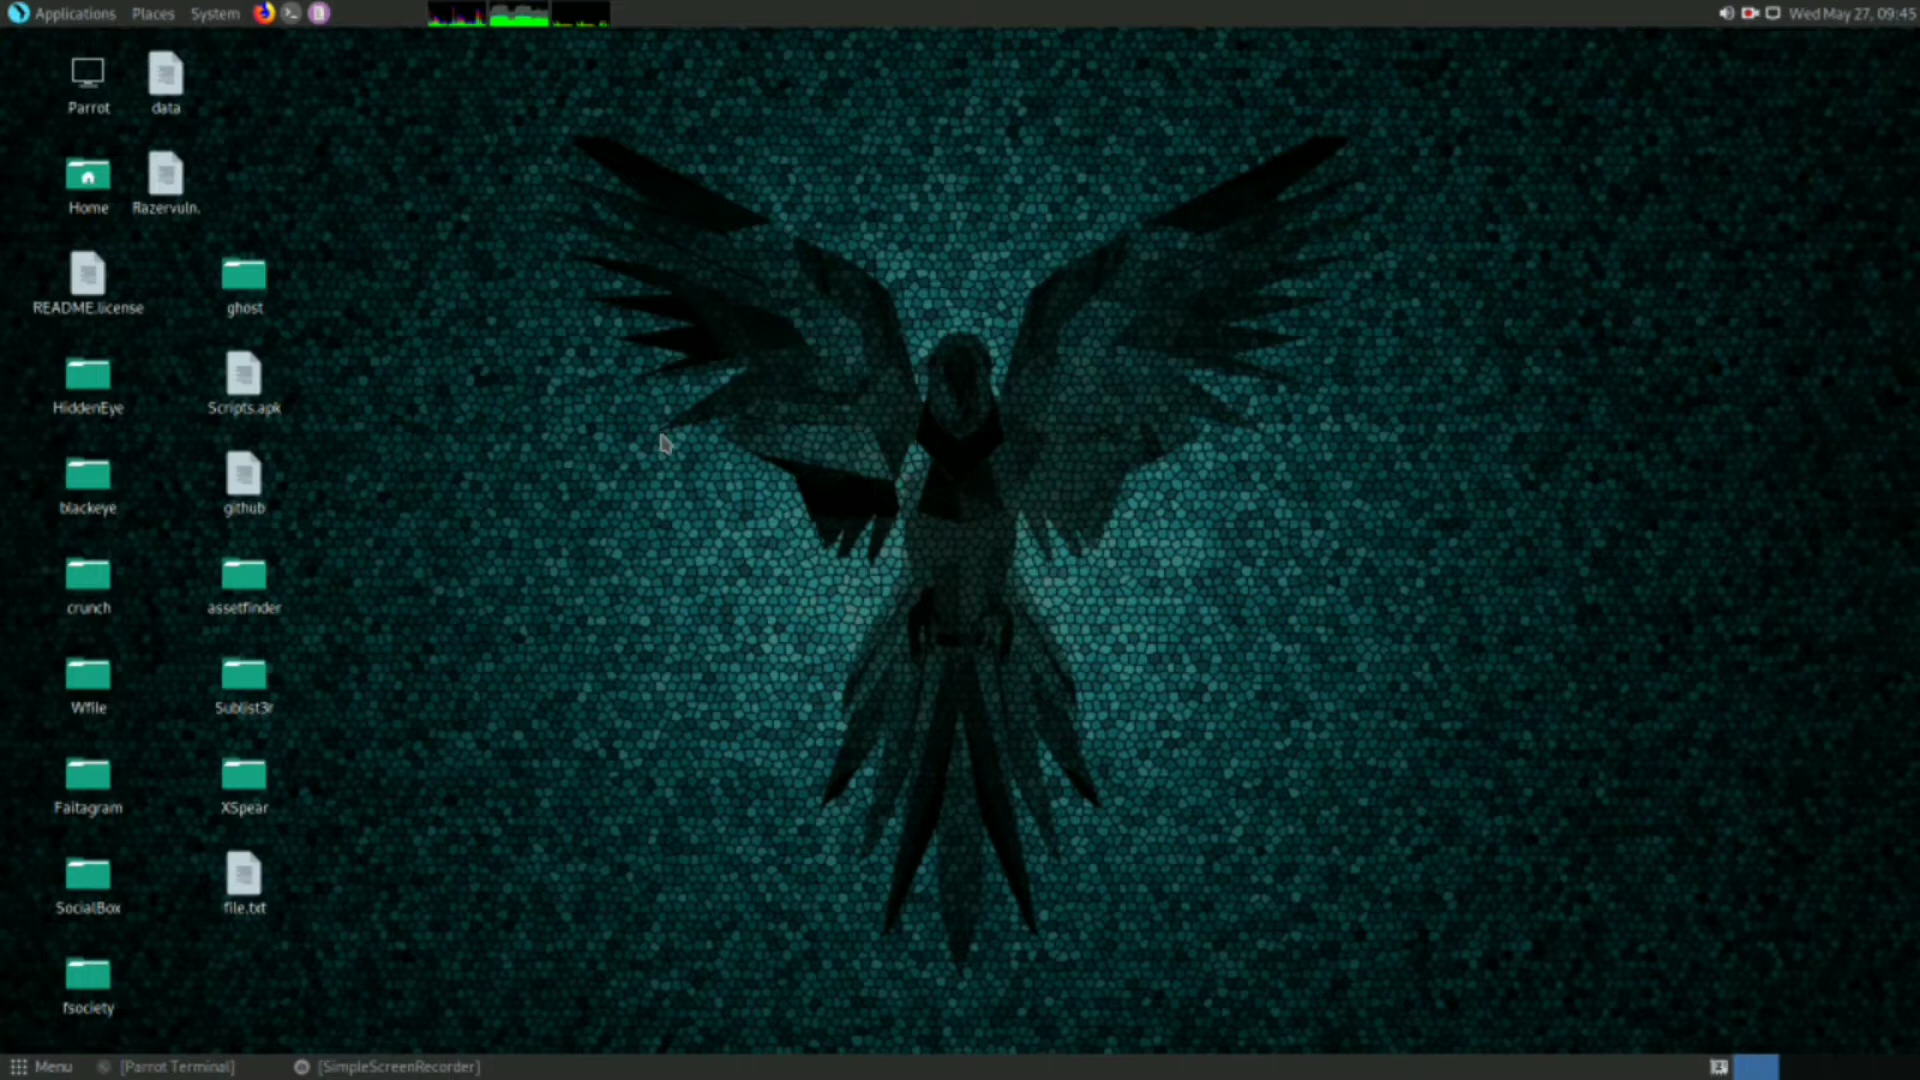 Applications Places System
Wed May 27, 09:45
Parrot
data
Home
Razervuln.
README.license
ghost
HiddenEye
Scripts.apk
blackeye
github
crunch
assetfinder
Wfile
Sublist3r
Faitagram
XSpear
SocialBox
file.txt
fsociety
Menu [Parrot Terminal] [SimpleScreenRecorder]